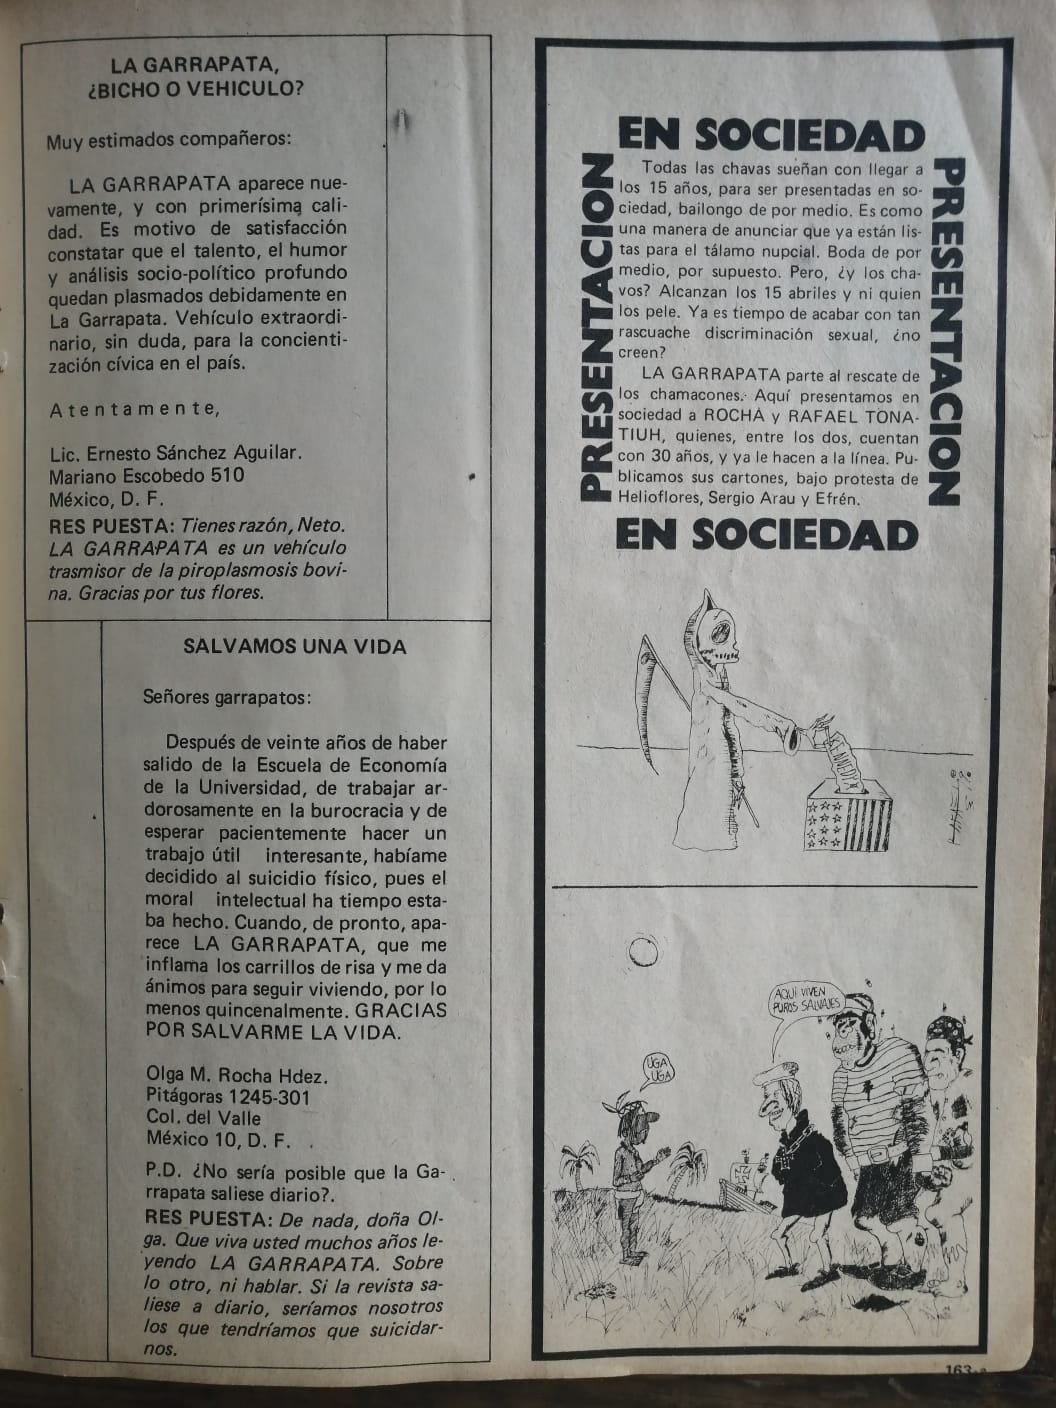 LA GARRAPATA,
¿BICHO O VEHICULO?
Muy estimados compañeros:
LA GARRAPATA aparece nue-
vamente, y con primerísima cali-
dad. Es motivo de satisfacción
constatar que el talento, el humor
y análisis socio-político profundo
quedan plasmados debidamente en
La Garrapata. Vehículo extraordi-
nario, sin duda, para la concienti-
zación cívica en el país.
Atentamente,
Lic. Ernesto Sánchez Aguilar.
Mariano Escobedo 510
México, D. F.
RES PUESTA: Tienes razón, Neto.
LA GARRAPATA es un vehículo
trasmisor de la piroplasmosis bovi-
na. Gracias por tus flores.
SALVAMOS UNA VIDA
Señores garrapatos:
Después de veinte años de haber
salido de la Escuela de Economía
de la Universidad, de trabajar ar-
dorosamente en la burocracia y de
esperar pacientemente hacer un
trabajo útil interesante, habíame
decidido al suicidio físico, pues el
moral intelectual ha tiempo esta-
ba hecho. Cuando, de pronto, apa-
rece LA GARRAPATA, que me
inflama los carrillos de risa y me da
ánimos para seguir viviendo, por lo
menos quincenalmente. GRACIAS
POR SALVARME LA VIDA.
Olga M. Rocha Hdez.
Pitágoras 1245-301
Col. del Valle
México 10, D. F.
P.D. ¿No sería posible que la Ga-
rrapata saliese diario?.
RES PUESTA: De nada, doña Ol-
ga. Que viva usted muchos años le-
yendo LA GARRAPATA. Sobre
lo otro, ni hablar. Si la revista sa-
liese a diario, seríamos nosotros
los que tendríamos que suicidar-
nos.
EN SOCIEDAD
PRESENTACION
PRESENTACION
Todas las chavas sueñan con llegar a
los 15 años, para ser presentadas en so-
ciedad, bailongo de por medio. Es como
una manera de anunciar que ya están lis-
tas para el tálamo nupcial. Boda de por
medio, por supuesto. Pero, ¿y los cha-
vos? Alcanzan los 15 abriles y ni quien
los pele. Ya es tiempo de acabar con tan
rascuache discriminación sexual, ¿no
creen?
LA GARRAPATA parte al rescate de
los chamacones. Aquí presentamos en
sociedad a ROCHA y RAFAEL TONA-
TIUH, quienes, entre los dos, cuentan
con 30 años, y ya le hacen a la línea. Pu-
blicamos sus cartones, bajo protesta de
Helioflores, Sergio Arau y Efrén.
EN SOCIEDAD
KENNEDY
AQUÍ VIVEN
PUROS SALVAJES
UGA
UGA
163